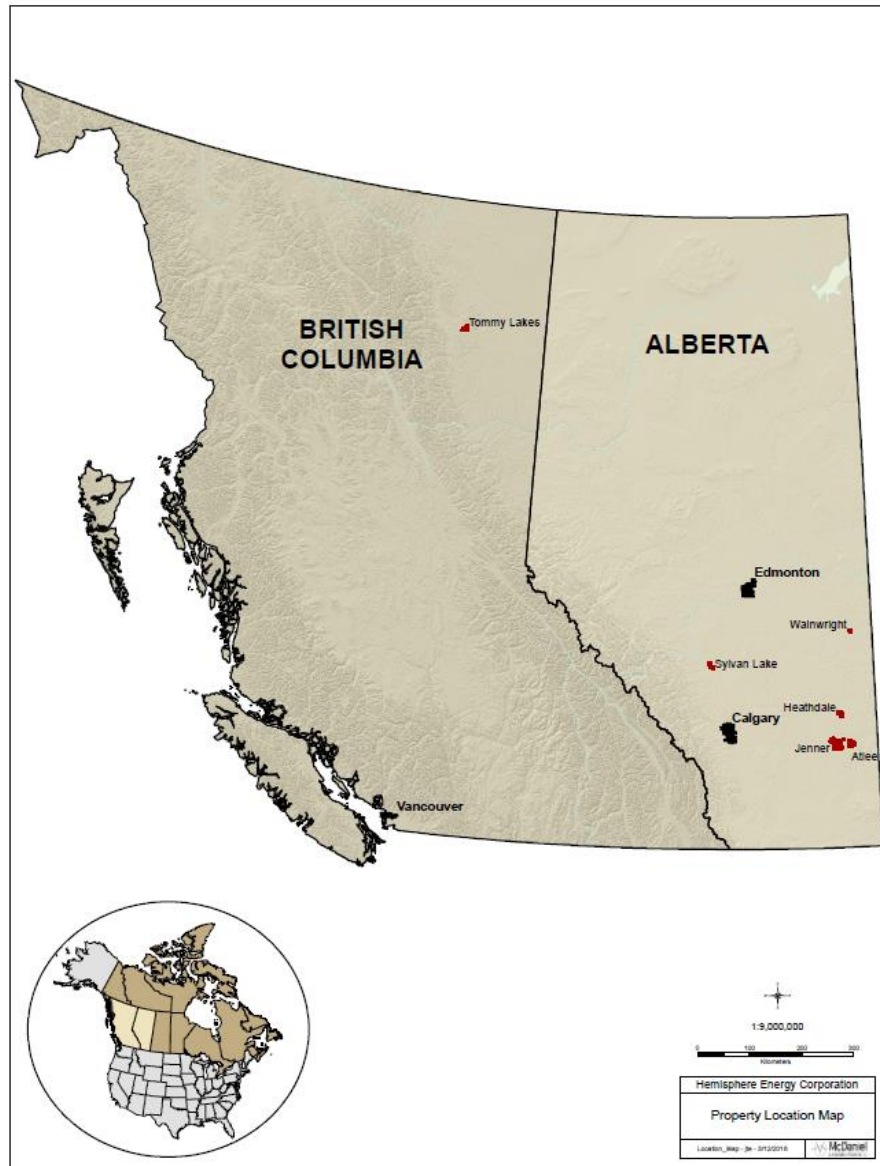 BRITISH
COLUMBIA
ALBERTA
Tommy Lakes
Edmonton
Wainwright
Sylvan Lake
Heathdale
Calgary
Jenner
Atlee
Vancouver
1:9,000,000
0 100 200 300
Kilometers
Hemisphere Energy Corporation
Property Location Map
McDaniel